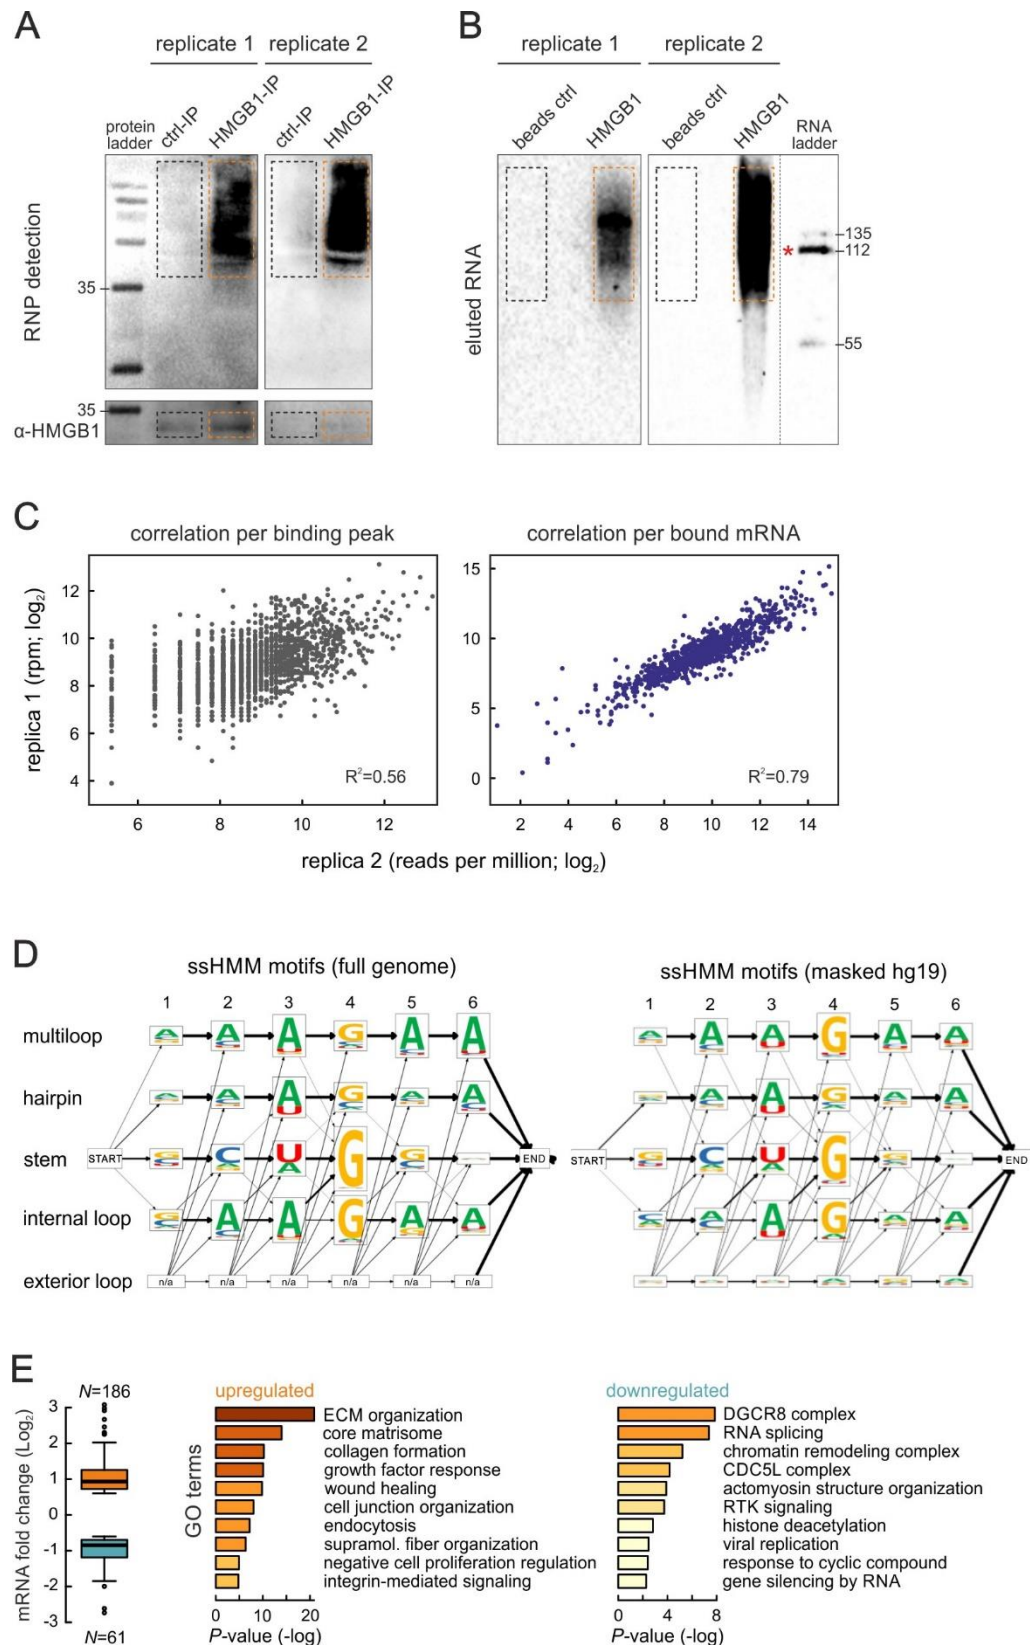 A
replicate 1
replicate 2
protein
ladder
ctrl-IP
HMGB1-IP
ctrl-IP
HMGB1-IP
RNP detection
35
35
α-HMGB1
B
replicate 1
replicate 2
beads ctrl
HMGB1
beads ctrl
HMGB1
RNA
ladder
eluted RNA
135
*
112
55
C
correlation per binding peak
correlation per bound mRNA
replica 1 (rpm; log2)
12
10
8
6
4
R2=0.56
6
8
10
12
15
10
5
0
R2=0.79
2
4
6
8
10
12
14
replica 2 (reads per million; log2)
D
ssHMM motifs (full genome)
ssHMM motifs (masked hg19)
1 2 3 4 5 6
1 2 3 4 5 6
multiloop
A A A G A A
A A A G A A
hairpin
A A A G A A
A A A G A A
stem
START
G C U G G
END
START
G C U G G
END
internal loop
G A A G A A
C A A G A A
exterior loop
n/a n/a n/a n/a n/a n/a
E
N=186
mRNA fold change (Log2)
3
2
1
0
-1
-2
-3
N=61
upregulated
GO terms
ECM organization
core matrisome
collagen formation
growth factor response
wound healing
cell junction organization
endocytosis
supramol. fiber organization
negative cell proliferation regulation
integrin-mediated signaling
0 10 20
P-value (-log)
downregulated
DGCR8 complex
RNA splicing
chromatin remodeling complex
CDC5L complex
actomyosin structure organization
RTK signaling
histone deacetylation
viral replication
response to cyclic compound
gene silencing by RNA
0 4 8
P-value (-log)